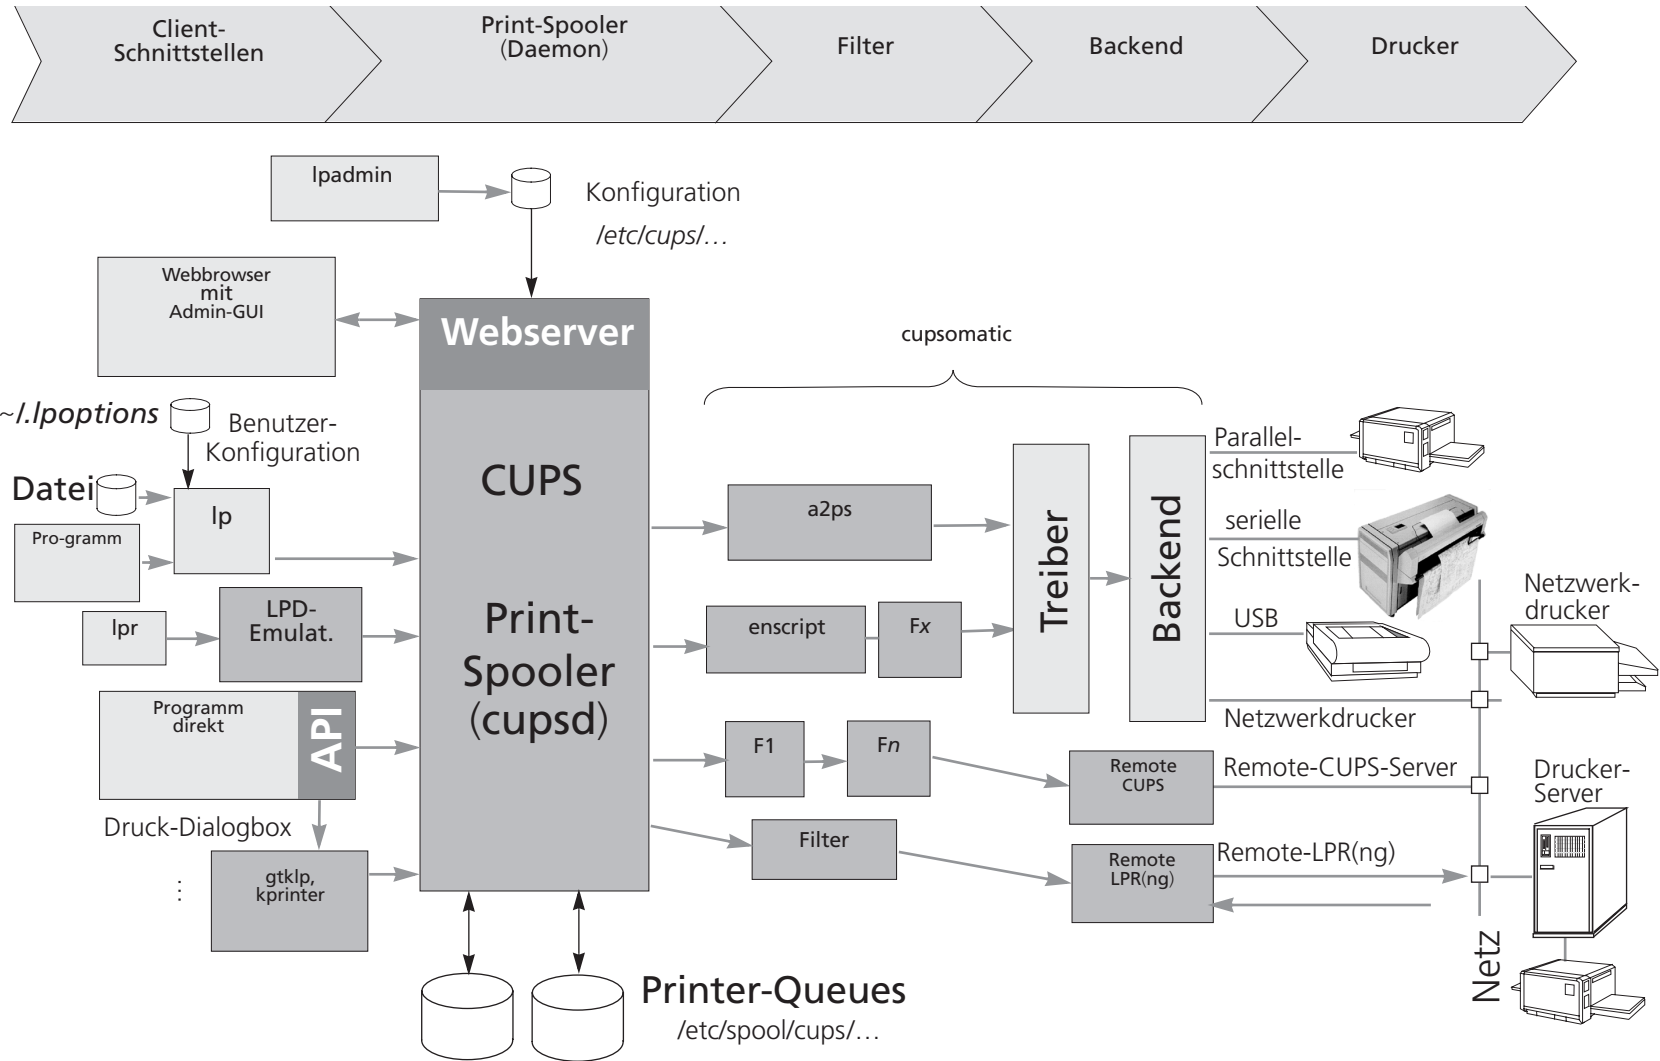 Client-
Schnittstellen
Print-Spooler
(Daemon)
Filter
Backend
Drucker
lpadmin
Konfiguration
/etc/cups/…
Webbrowser
mit
Admin-GUI
Webserver
cupsomatic
~/.lpoptions
Benutzer-
Konfiguration
Datei
lp
Pro-gramm
lpr
LPD-
Emulat.
Programm
direkt
API
Druck-Dialogbox
⋮
gtklp,
kprinter
CUPS
Print-
Spooler
(cupsd)
a2ps
enscript
Fx
F1
Fn
Filter
Treiber
Backend
Remote
CUPS
Remote
LPR(ng)
Parallel-
schnittstelle
serielle
Schnittstelle
USB
Netzwerkdrucker
Remote-CUPS-Server
Remote-LPR(ng)
Netzwerk-
drucker
Drucker-
Server
Netz
Printer-Queues
/etc/spool/cups/…